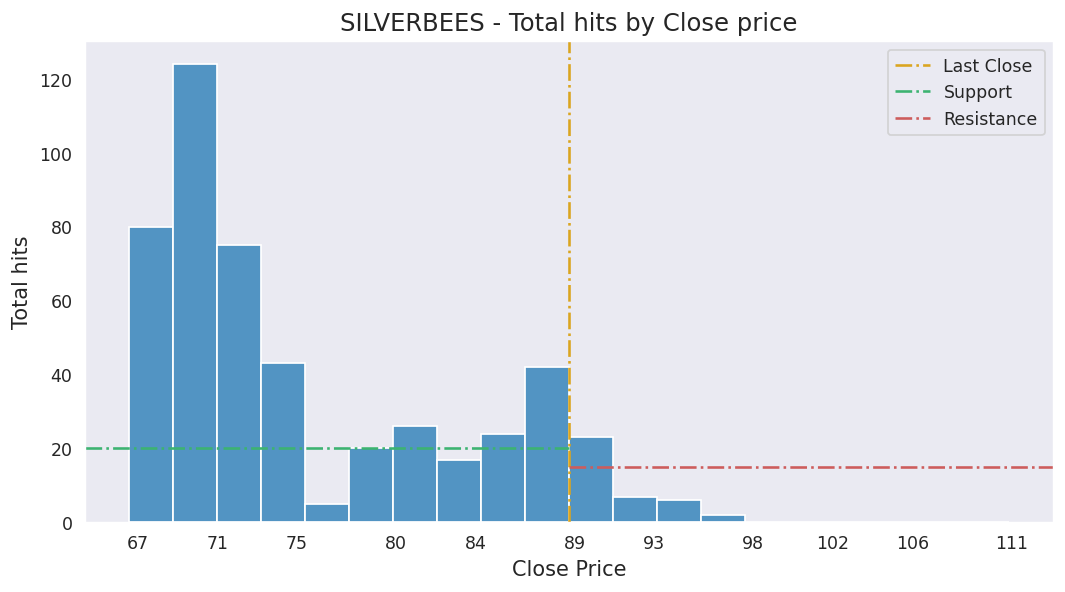 SILVERBEES - Total hits by Close price
Last Close
Support
Resistance
Total hits
120
100
80
60
40
20
0
67 71 75 80 84 89 93 98 102 106 111
Close Price